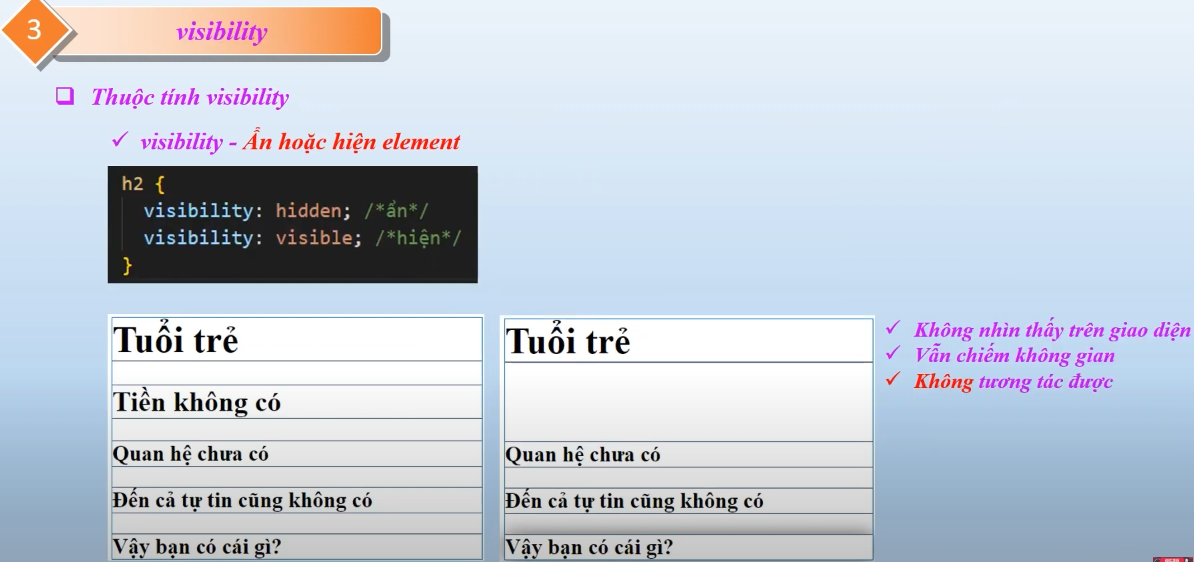 3
visibility
Thuộc tính visibility
visibility - Ẩn hoặc hiện element
h2 {
visibility: hidden; /*ẩn*/
visibility: visible; /*hiện*/
}
Tuổi trẻ
Tiền không có
Quan hệ chưa có
Đến cả tự tin cũng không có
Vậy bạn có cái gì?
Tuổi trẻ
Quan hệ chưa có
Đến cả tự tin cũng không có
Vậy bạn có cái gì?
Không nhìn thấy trên giao diện
Vẫn chiếm không gian
Không tương tác được